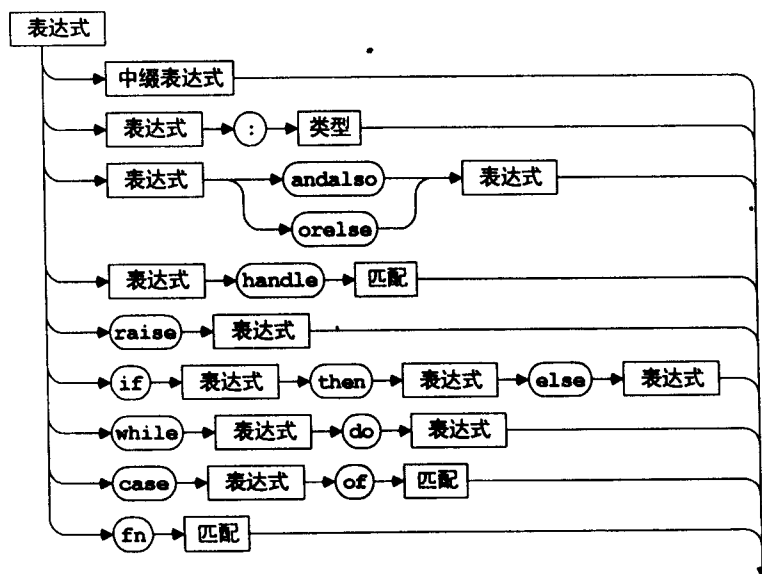 表达式
中缀表达式
表达式 : 类型
表达式 andalso 表达式
orelse
表达式 handle 匹配
raise 表达式
if 表达式 then 表达式 else 表达式
while 表达式 do 表达式
case 表达式 of 匹配
fn 匹配